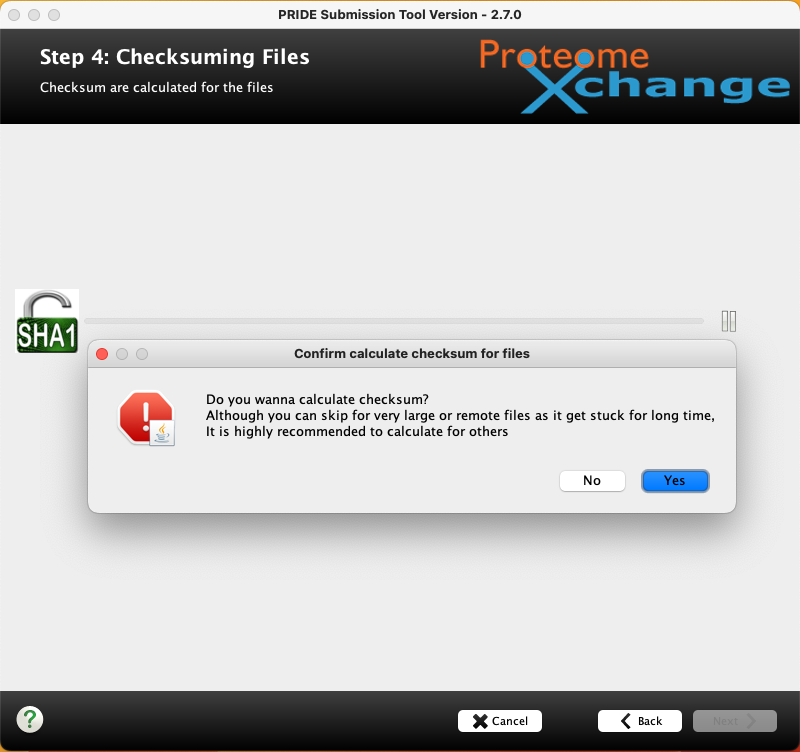 PRIDE Submission Tool Version - 2.7.0
Step 4: Checksuming Files
Checksum are calculated for the files
Proteome
Xchange
SHA1
Confirm calculate checksum for files
Do you wanna calculate checksum?
Although you can skip for very large or remote files as it get stuck for long time,
It is highly recommended to calculate for others
No
Yes
?
Cancel
Back
Next